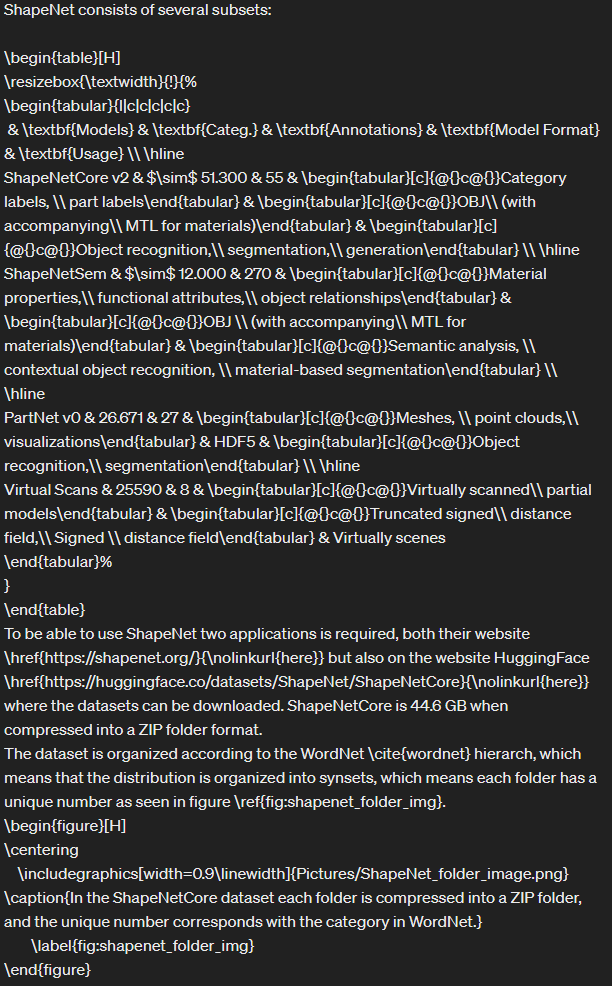 ShapeNet consists of several subsets:
\begin{table}[H]
\resizebox{\textwidth}{!}{%
\begin{tabular}{l|c|c|c|c|c}
& \textbf{Models} & \textbf{Categ.} & \textbf{Annotations} & \textbf{Model Format}
& \textbf{Usage} \\ \hline
ShapeNetCore v2 & $\sim$ 51.300 & 55 & \begin{tabular}[c]{@{}c@{}}Category
labels, \\ part labels\end{tabular} & \begin{tabular}[c]{@{}c@{}}OBJ\\ (with
accompanying\\ MTL for materials)\end{tabular} & \begin{tabular}[c]
{@{}c@{}}Object recognition,\\ segmentation,\\ generation\end{tabular} \\ \hline
ShapeNetSem & $\sim$ 12.000 & 270 & \begin{tabular}[c]{@{}c@{}}Material
properties,\\ functional attributes,\\ object relationships\end{tabular} &
\begin{tabular}[c]{@{}c@{}}OBJ \\ (with accompanying\\ MTL for
materials)\end{tabular} & \begin{tabular}[c]{@{}c@{}}Semantic analysis, \\
contextual object recognition, \\ material-based segmentation\end{tabular} \\
\hline
PartNet v0 & 26.671 & 27 & \begin{tabular}[c]{@{}c@{}}Meshes, \\ point clouds,\\
visualizations\end{tabular} & HDF5 & \begin{tabular}[c]{@{}c@{}}Object
recognition,\\ segmentation\end{tabular} \\ \hline
Virtual Scans & 25590 & 8 & \begin{tabular}[c]{@{}c@{}}Virtually scanned\\ partial
models\end{tabular} & \begin{tabular}[c]{@{}c@{}}Truncated signed\\ distance
field,\\ Signed \\ distance field\end{tabular} & Virtually scenes
\end{tabular}%
}
\end{table}
To be able to use ShapeNet two applications is required, both their website
\href{https://shapenet.org/}{\nolinkurl{here}} but also on the website HuggingFace
\href{https://huggingface.co/datasets/ShapeNet/ShapeNetCore}{\nolinkurl{here}}
where the datasets can be downloaded. ShapeNetCore is 44.6 GB when
compressed into a ZIP folder format.
The dataset is organized according to the WordNet \cite{wordnet} hierarch, which
means that the distribution is organized into synsets, which means each folder has a
unique number as seen in figure \ref{fig:shapenet_folder_img}.
\begin{figure}[H]
\centering
\includegraphics[width=0.9\linewidth]{Pictures/ShapeNet_folder_image.png}
\caption{In the ShapeNetCore dataset each folder is compressed into a ZIP folder,
and the unique number corresponds with the category in WordNet.}
\label{fig:shapenet_folder_img}
\end{figure}